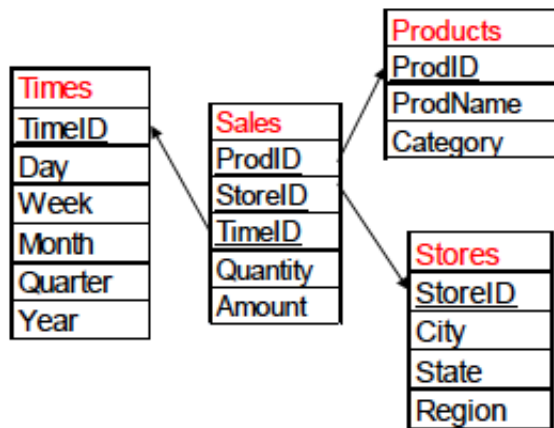 Times
TimeID
Day
Week
Month
Quarter
Year
Sales
ProdID
StoreID
TimeID
Quantity
Amount
Products
ProdID
ProdName
Category
Stores
StoreID
City
State
Region